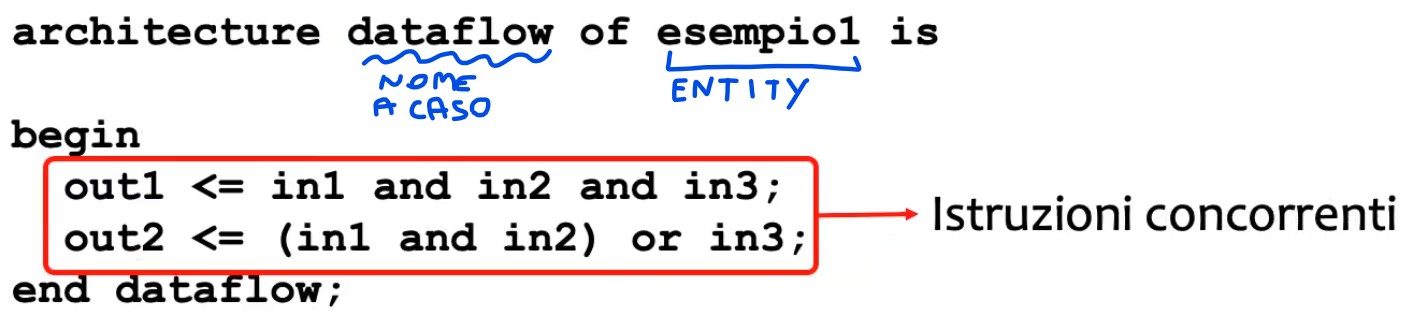 architecture dataflow of esempio1 is
NOME
A CASO
ENTITY
begin
out1 <= in1 and in2 and in3;
out2 <= (in1 and in2) or in3;
Istruzioni concorrenti
end dataflow;